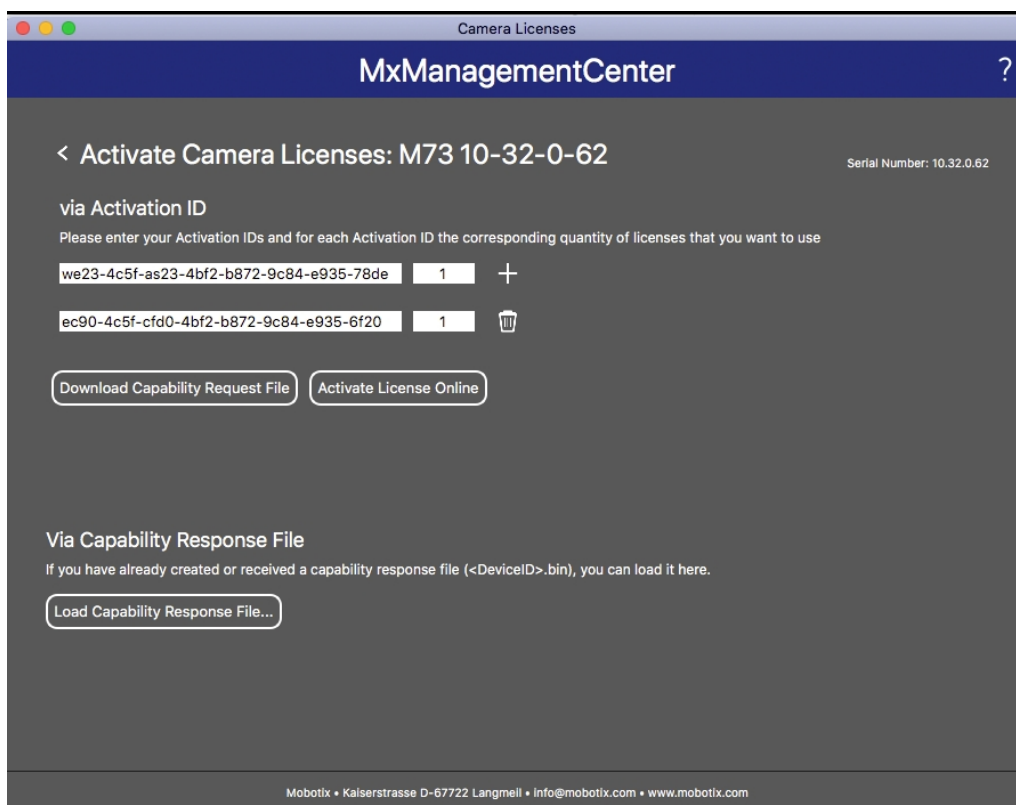 Camera Licenses
MxManagementCenter
?
< Activate Camera Licenses: M73 10-32-0-62
Serial Number: 10.32.0.62
via Activation ID
Please enter your Activation IDs and for each Activation ID the corresponding quantity of licenses that you want to use
we23-4c5f-as23-4bf2-b872-9c84-e935-78de 1 +
ec90-4c5f-cfd0-4bf2-b872-9c84-e935-6f20 1
Download Capability Request File Activate License Online
Via Capability Response File
If you have already created or received a capability response file (<DeviceID>.bin), you can load it here.
Load Capability Response File...
Mobotix • Kaiserstrasse D-67722 Langmeil • info@mobotix.com • www.mobotix.com